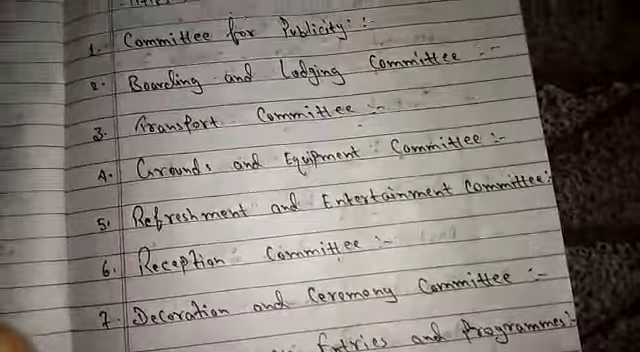 1. Committee for Publicity :-
2. Boarding and Lodging Committee :-
3. Transport Committee :-
4. Grounds and Equipment Committee :-
5. Refreshment and Entertainment Committee :-
6. Reception Committee :-
7. Decoration and Ceremony Committee :-
Entries and Programmes :-